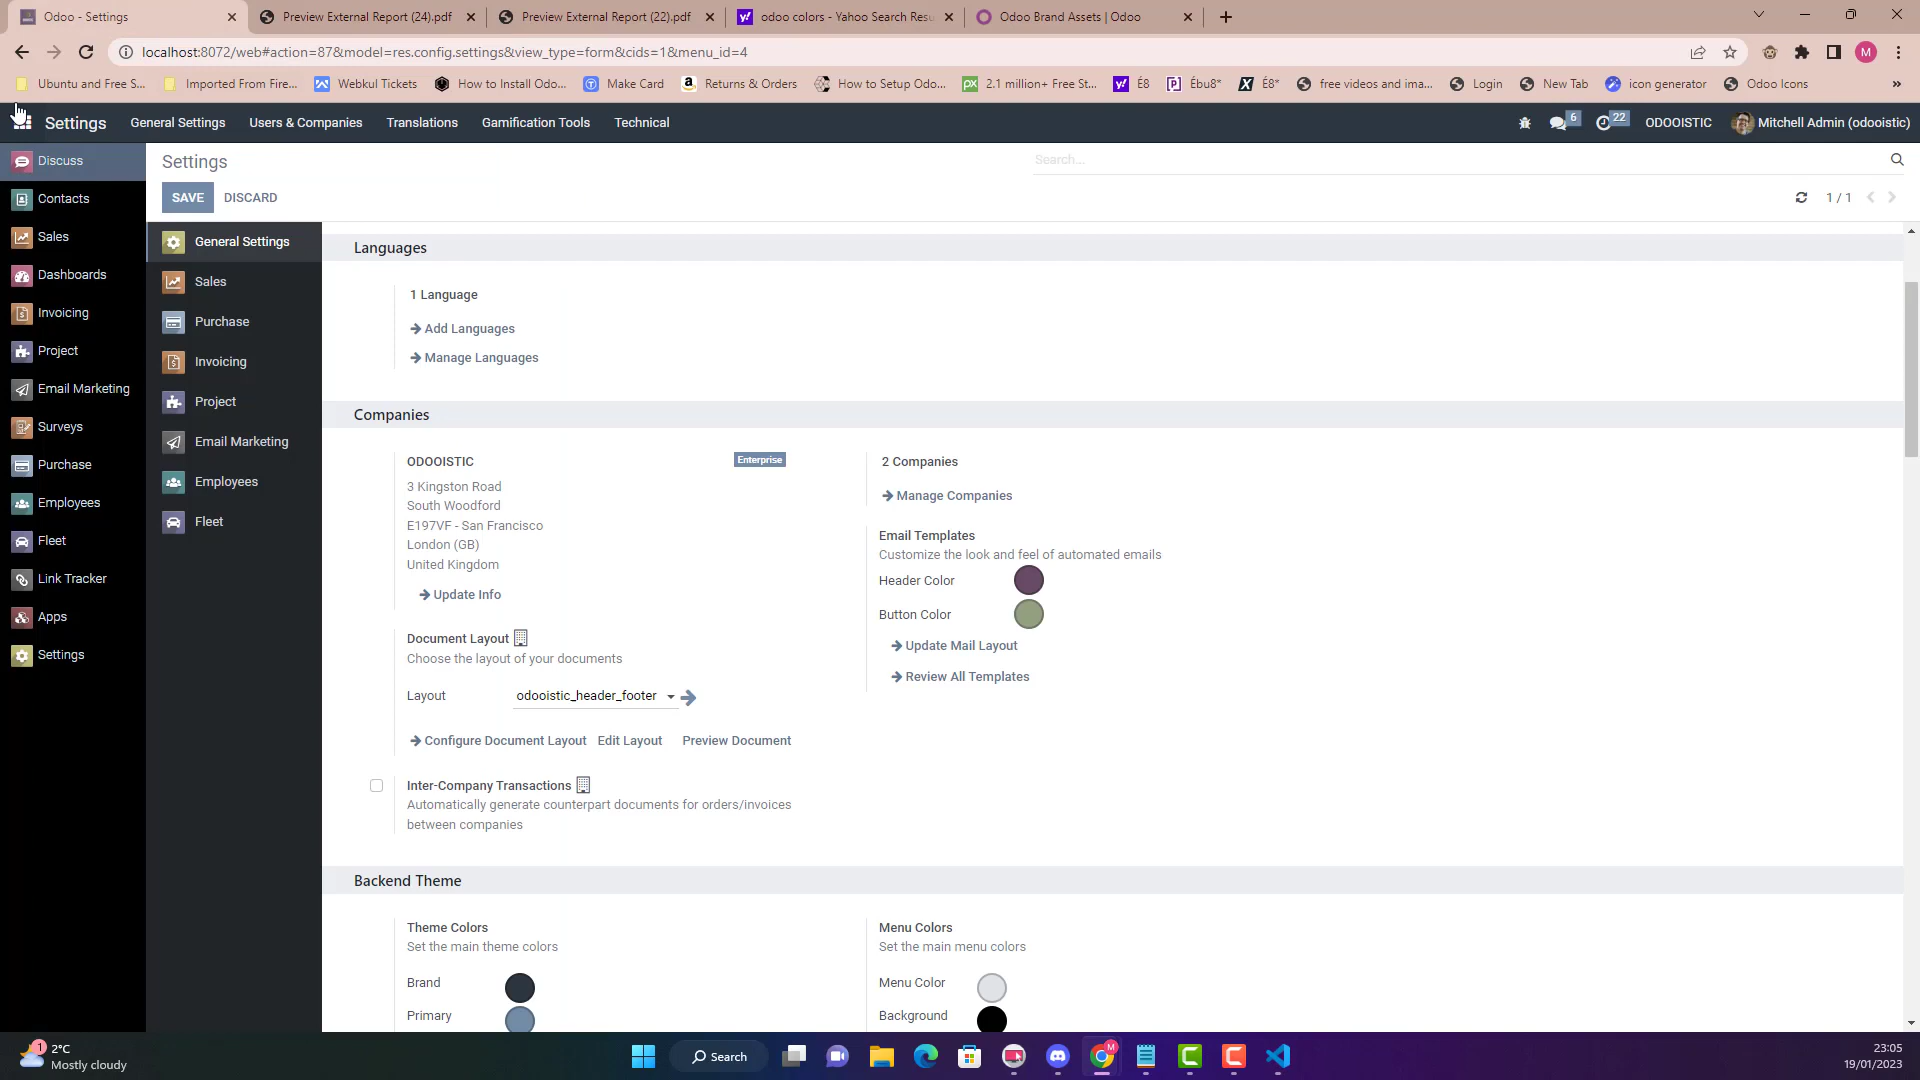 Odoo - Settings
Preview External Report (24).pdf
Preview External Report (22).pdf
odoo colors - Yahoo Search Resu
Odoo Brand Assets | Odoo
localhost:8072/web#action=87&model=res.config.settings&view_type=form&cids=1&menu_id=4
M
Ubuntu and Free S...
Imported From Fire...
Webkul Tickets
How to Install Odo...
Make Card
Returns & Orders
How to Setup Odo...
2.1 million+ Free St...
É8
Ébu8*
É8*
free videos and ima...
Login
New Tab
icon generator
Odoo Icons
»
Settings
General Settings
Users & Companies
Translations
Gamification Tools
Technical
6
22
ODOOISTIC
Mitchell Admin (odooistic)
Discuss
Contacts
Sales
Dashboards
Invoicing
Project
Email Marketing
Surveys
Purchase
Employees
Fleet
Link Tracker
Apps
Settings
Settings
Search...
SAVE
DISCARD
1 / 1
General Settings
Sales
Purchase
Invoicing
Project
Email Marketing
Employees
Fleet
Languages
1 Language
Add Languages
Manage Languages
Companies
ODOOISTIC
Enterprise
3 Kingston Road
South Woodford
E197VF - San Francisco
London (GB)
United Kingdom
Update Info
Document Layout
Choose the layout of your documents
Layout
odooistic_header_footer
Configure Document Layout
Edit Layout
Preview Document
Inter-Company Transactions
Automatically generate counterpart documents for orders/invoices
between companies
2 Companies
Manage Companies
Email Templates
Customize the look and feel of automated emails
Header Color
Button Color
Update Mail Layout
Review All Templates
Backend Theme
Theme Colors
Set the main theme colors
Brand
Primary
Menu Colors
Set the main menu colors
Menu Color
Background
1
2°C
Mostly cloudy
Search
M
23:05
19/01/2023